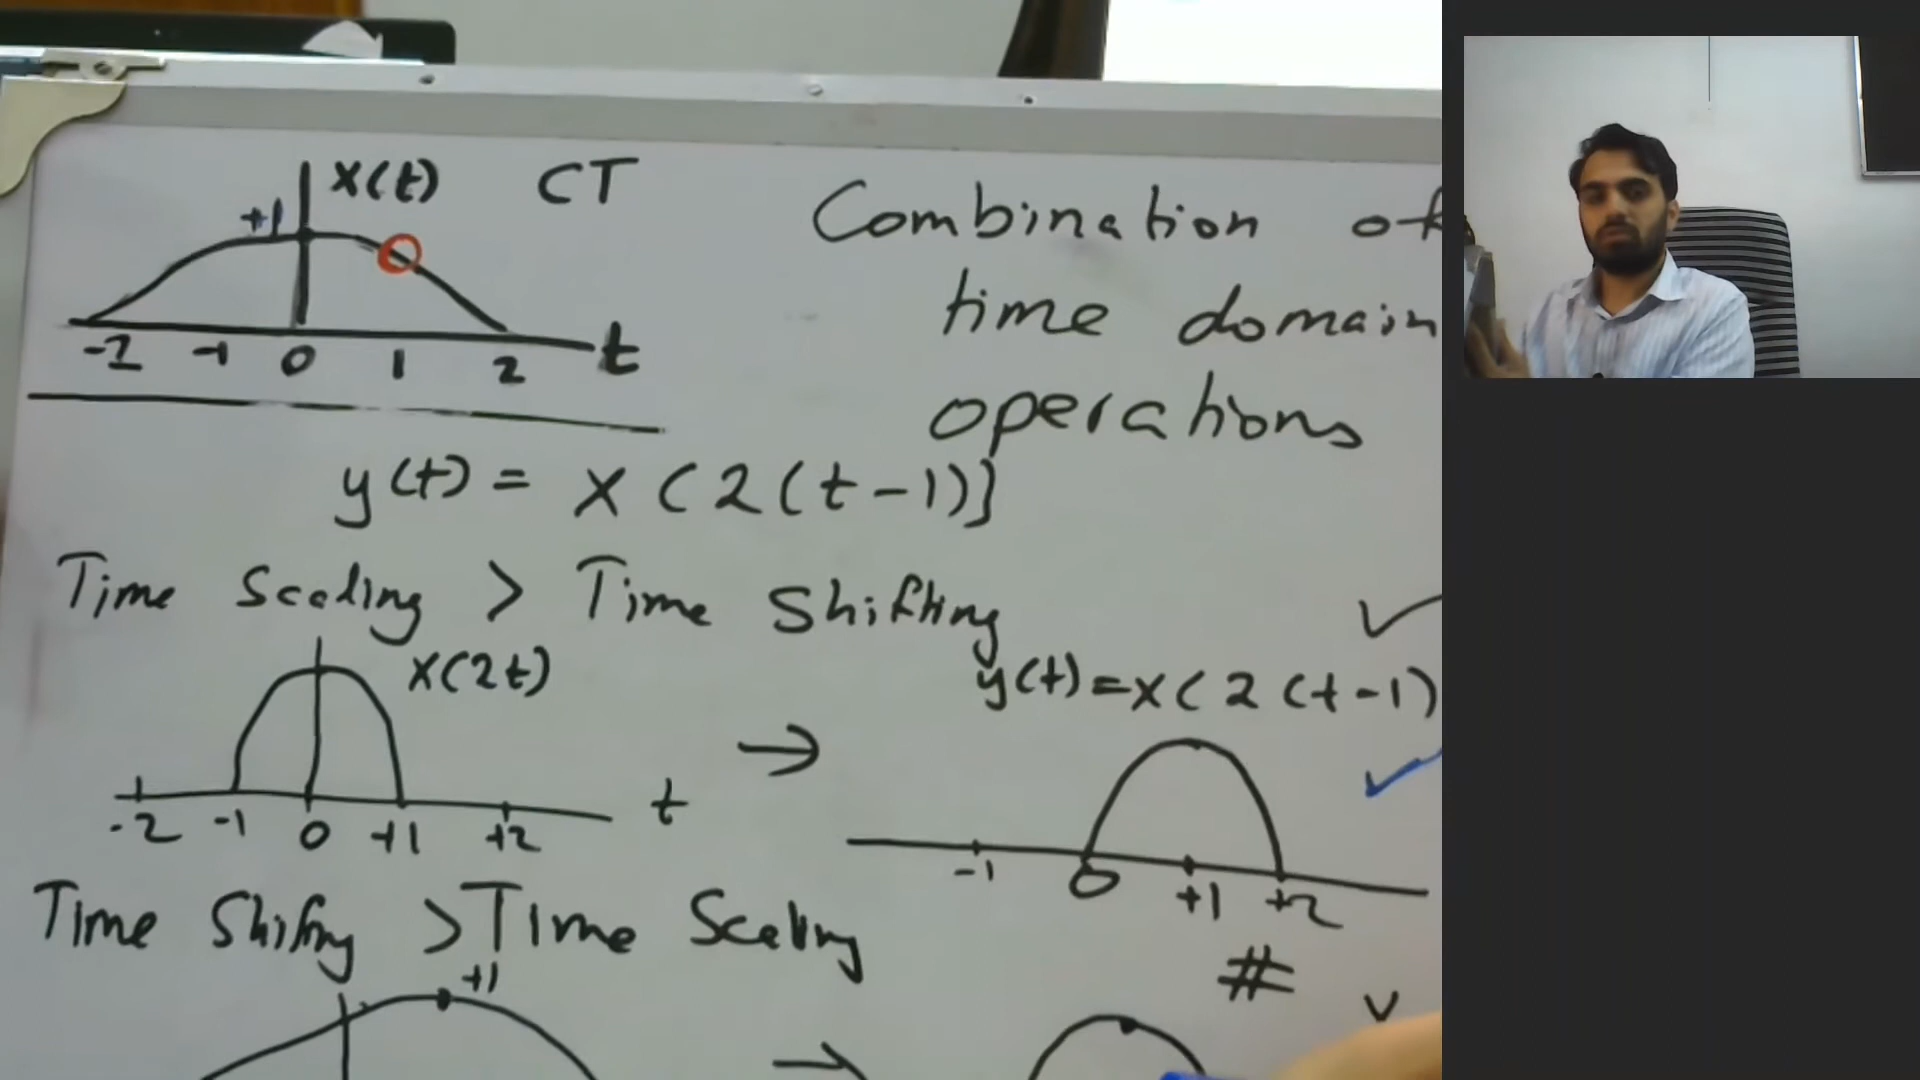 x(t) CT
+1
-2 -1 0 1 2 t
Combination of
time domain
operations
y(t) = x(2(t-1)]
Time Scaling > Time Shifting
x(2t)
-2 -1 0 +1 +2 t
→
y(t)=x(2(t-1)
-1 0 +1 +2
#
Time Shifting > Time Scaling
+1
→